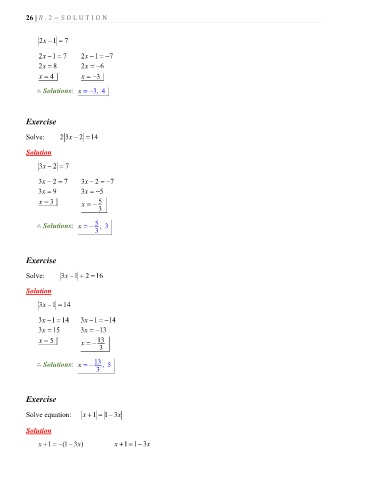 26 | R . 2 – S O L U T I O N
|2x − 1| = 7
2x − 1 = 7 2x − 1 = −7
2x = 8 2x = −6
x = 4 x = −3
∴ Solutions: x = −3, 4
Exercise
Solve: 2|3x − 2| = 14
Solution
|3x − 2| = 7
3x − 2 = 7 3x − 2 = −7
3x = 9 3x = −5
x = 3 x = −5/3
∴ Solutions: x = −5/3, 3
Exercise
Solve: |3x − 1| + 2 = 16
Solution
|3x − 1| = 14
3x − 1 = 14 3x − 1 = −14
3x = 15 3x = −13
x = 5 x = −13/3
∴ Solutions: x = −13/3, 5
Exercise
Solve equation: |x + 1| = |1 − 3x|
Solution
x + 1 = −(1 − 3x) x + 1 = 1 − 3x